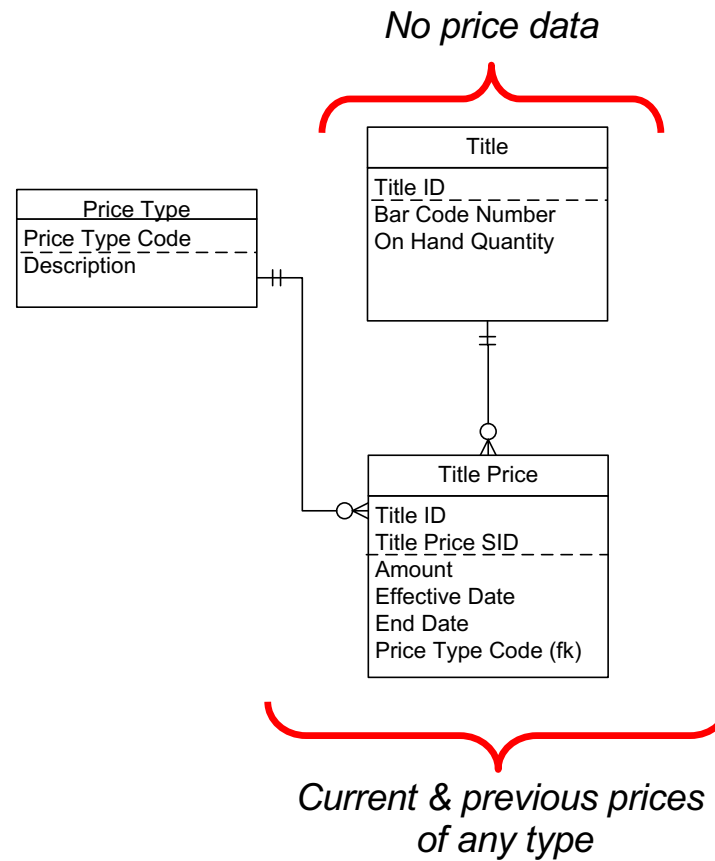 No price data
Title
Title ID
Bar Code Number
On Hand Quantity
Price Type
Price Type Code
Description
Title Price
Title ID
Title Price SID
Amount
Effective Date
End Date
Price Type Code (fk)
Current & previous prices
of any type